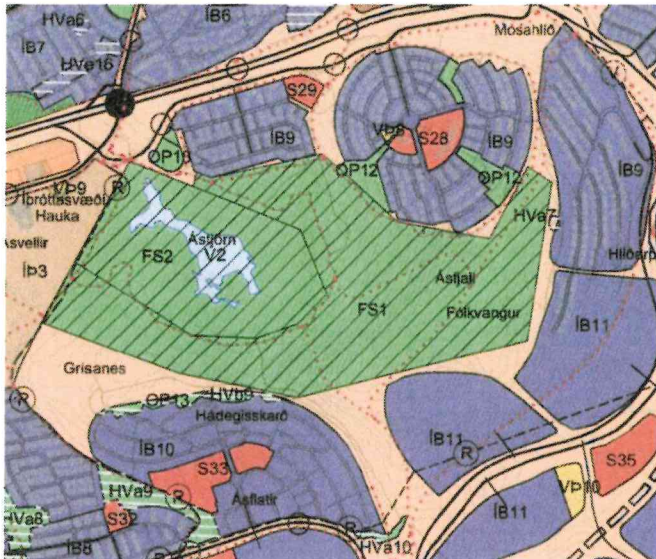 HVa6
ÍB6
ÍB7
HVe16
Mosahlíð
S29
VÞ8
S28
ÍB9
ÍB9
ÍB9
OP12
OP12
R
VÞ9
Íþróttasvæði
Hauka
HVa7
Ástjörn
V2
FS2
Ásvellir
ÍÞ3
Ásfjall
FS1
Fólkvangur
ÍB11
Grísanes
R
OP13
HVb9
Hádegisskarð
ÍB11
ÍB10
R
S33
S35
HVa9
R
Ásflatir
VÞ10
ÍB11
HVa8
S32
ÍB8
R
R
HVa10